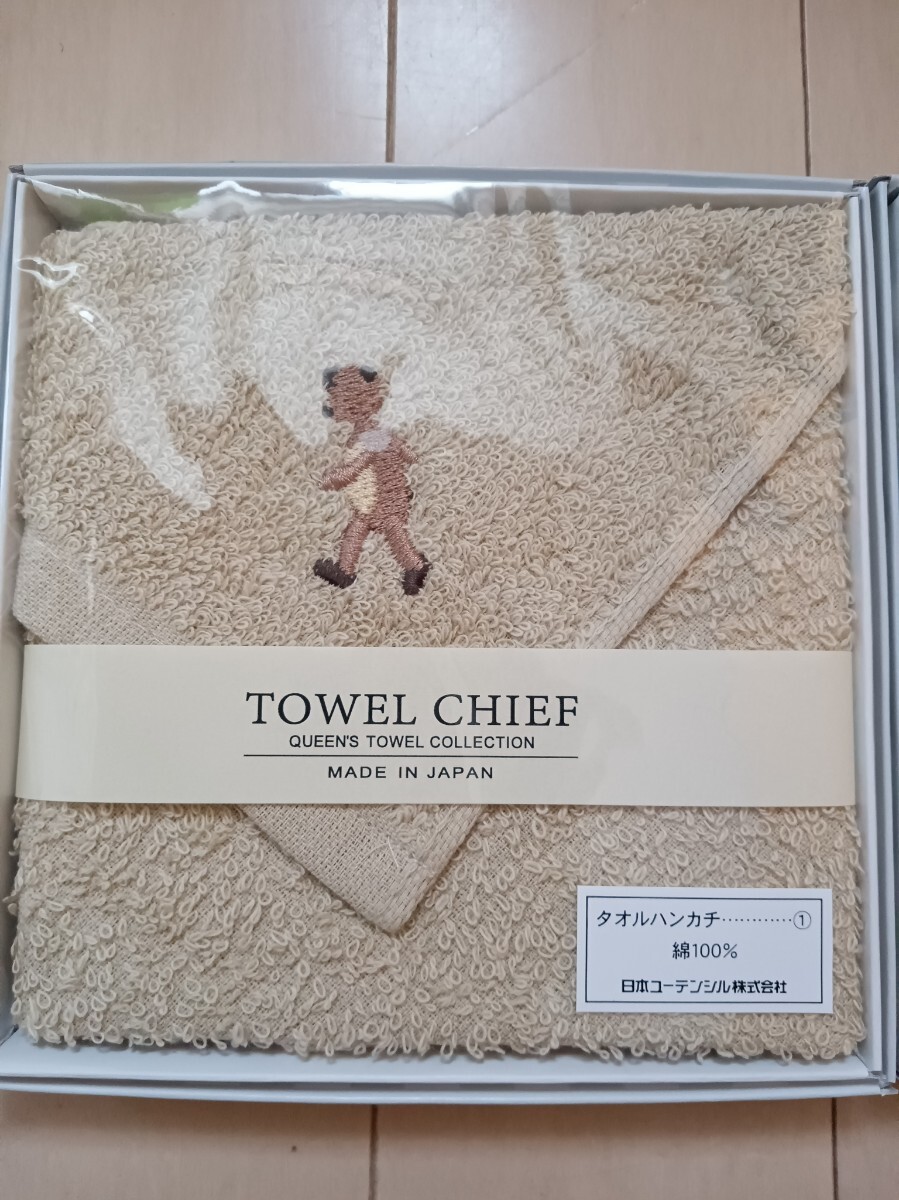 TOWEL CHIEF
QUEEN'S TOWEL COLLECTION
MADE IN JAPAN
タオルハンカチ…………①
綿100%
日本ユーテンシル株式会社